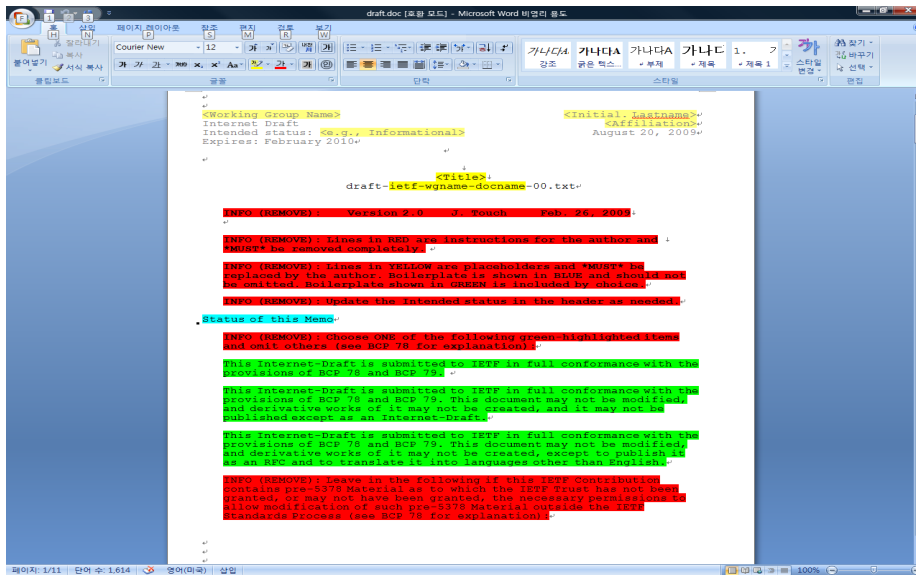 draft.doc [호환 모드] - Microsoft Word 비영리 용도
1 2 3
F
홈 삽입 페이지 레이아웃 참조 편지 검토 보기
H N P S M R W
붙여넣기
잘라내기
복사
서식 복사
클립보드
Courier New 12
글꼴
단락
가나다A 가나다A 가나다A 가나다 1. 가
강조 굵은 텍스... 부제 제목 제목 1
스타일 변경
스타일
찾기
바꾸기
선택
편집
<Working Group Name> <Initial. Lastname>
Internet Draft <Affiliation>
Intended status: <e.g., Informational> August 20, 2009
Expires: February 2010
<Title>
draft-ietf-wgname-docname-00.txt
INFO (REMOVE): Version 2.0 J. Touch Feb. 26, 2009
INFO (REMOVE): Lines in RED are instructions for the author and
*MUST* be removed completely.
INFO (REMOVE): Lines in YELLOW are placeholders and *MUST* be
replaced by the author. Boilerplate is shown in BLUE and should not
be omitted. Boilerplate shown in GREEN is included by choice.
INFO (REMOVE): Update the Intended status in the header as needed.
Status of this Memo
INFO (REMOVE): Choose ONE of the following green-highlighted items
and omit others (see BCP 78 for explanation):
This Internet-Draft is submitted to IETF in full conformance with the
provisions of BCP 78 and BCP 79.
This Internet-Draft is submitted to IETF in full conformance with the
provisions of BCP 78 and BCP 79. This document may not be modified,
and derivative works of it may not be created, and it may not be
published except as an Internet-Draft.
This Internet-Draft is submitted to IETF in full conformance with the
provisions of BCP 78 and BCP 79. This document may not be modified,
and derivative works of it may not be created, except to publish it
as an RFC and to translate it into languages other than English.
INFO (REMOVE): Leave in the following if this IETF Contribution
contains pre-5378 Material as to which the IETF Trust has not been
granted, or may not have been granted, the necessary permissions to
allow modification of such pre-5378 Material outside the IETF
Standards Process (see BCP 78 for explanation):
페이지: 1/11 단어 수: 1,614 영어(미국) 삽입 100%